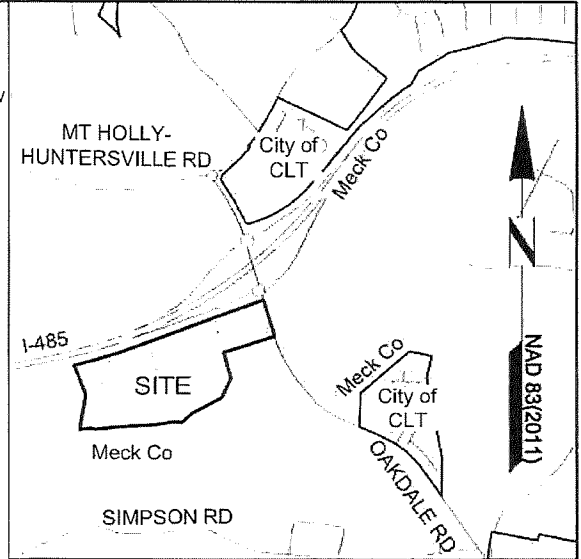 MT HOLLY-
HUNTERSVILLE RD
City of
CLT
Meck Co
N
I-485
SITE
Meck Co
Meck Co
City of
CLT
NAD 83(2011)
OAKDALE RD
SIMPSON RD